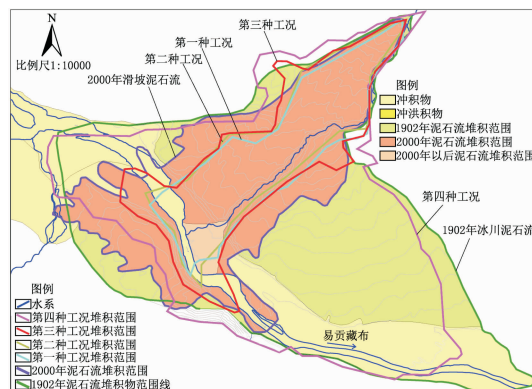 N
比例尺1:10000
第三种工况
第一种工况
第二种工况
2000年滑坡泥石流
图例
冲积物
冲洪积物
1902年泥石流堆积范围
2000年泥石流堆积范围
2000年以后泥石流堆积范围
第四种工况
1902年冰川泥石流
易贡藏布
图例
水系
第四种工况堆积范围
第三种工况堆积范围
第二种工况堆积范围
第一种工况堆积范围
2000年泥石流堆积范围
1902年泥石流堆积物范围线